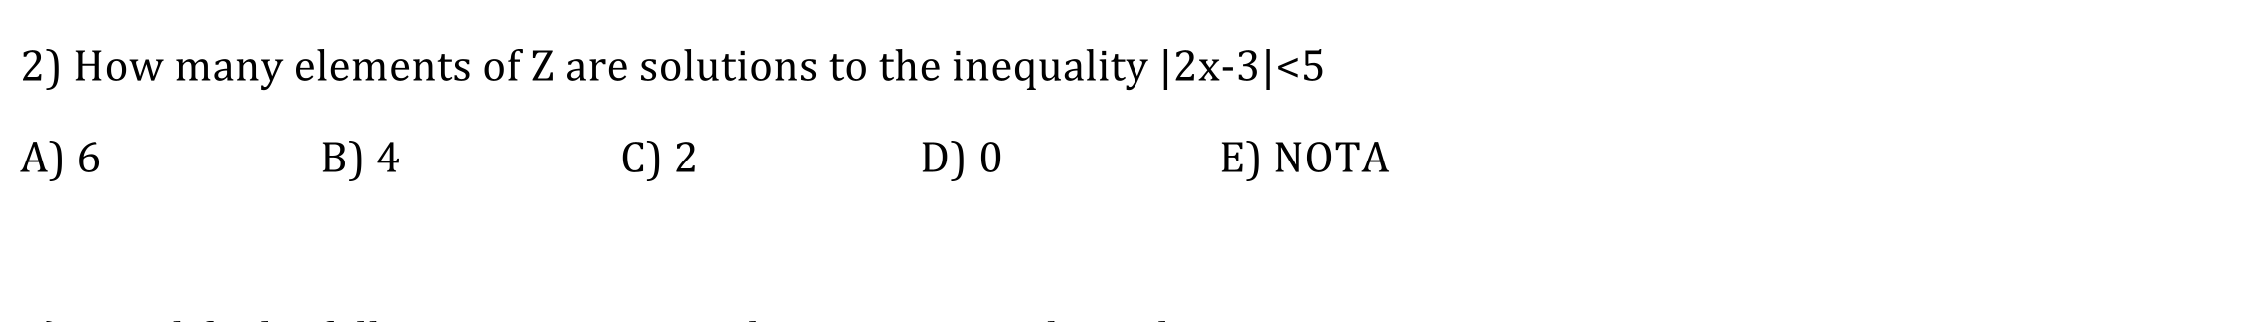 2) How many elements of Z are solutions to the inequality |2x-3|<5
A) 6 B) 4 C) 2 D) 0 E) NOTA